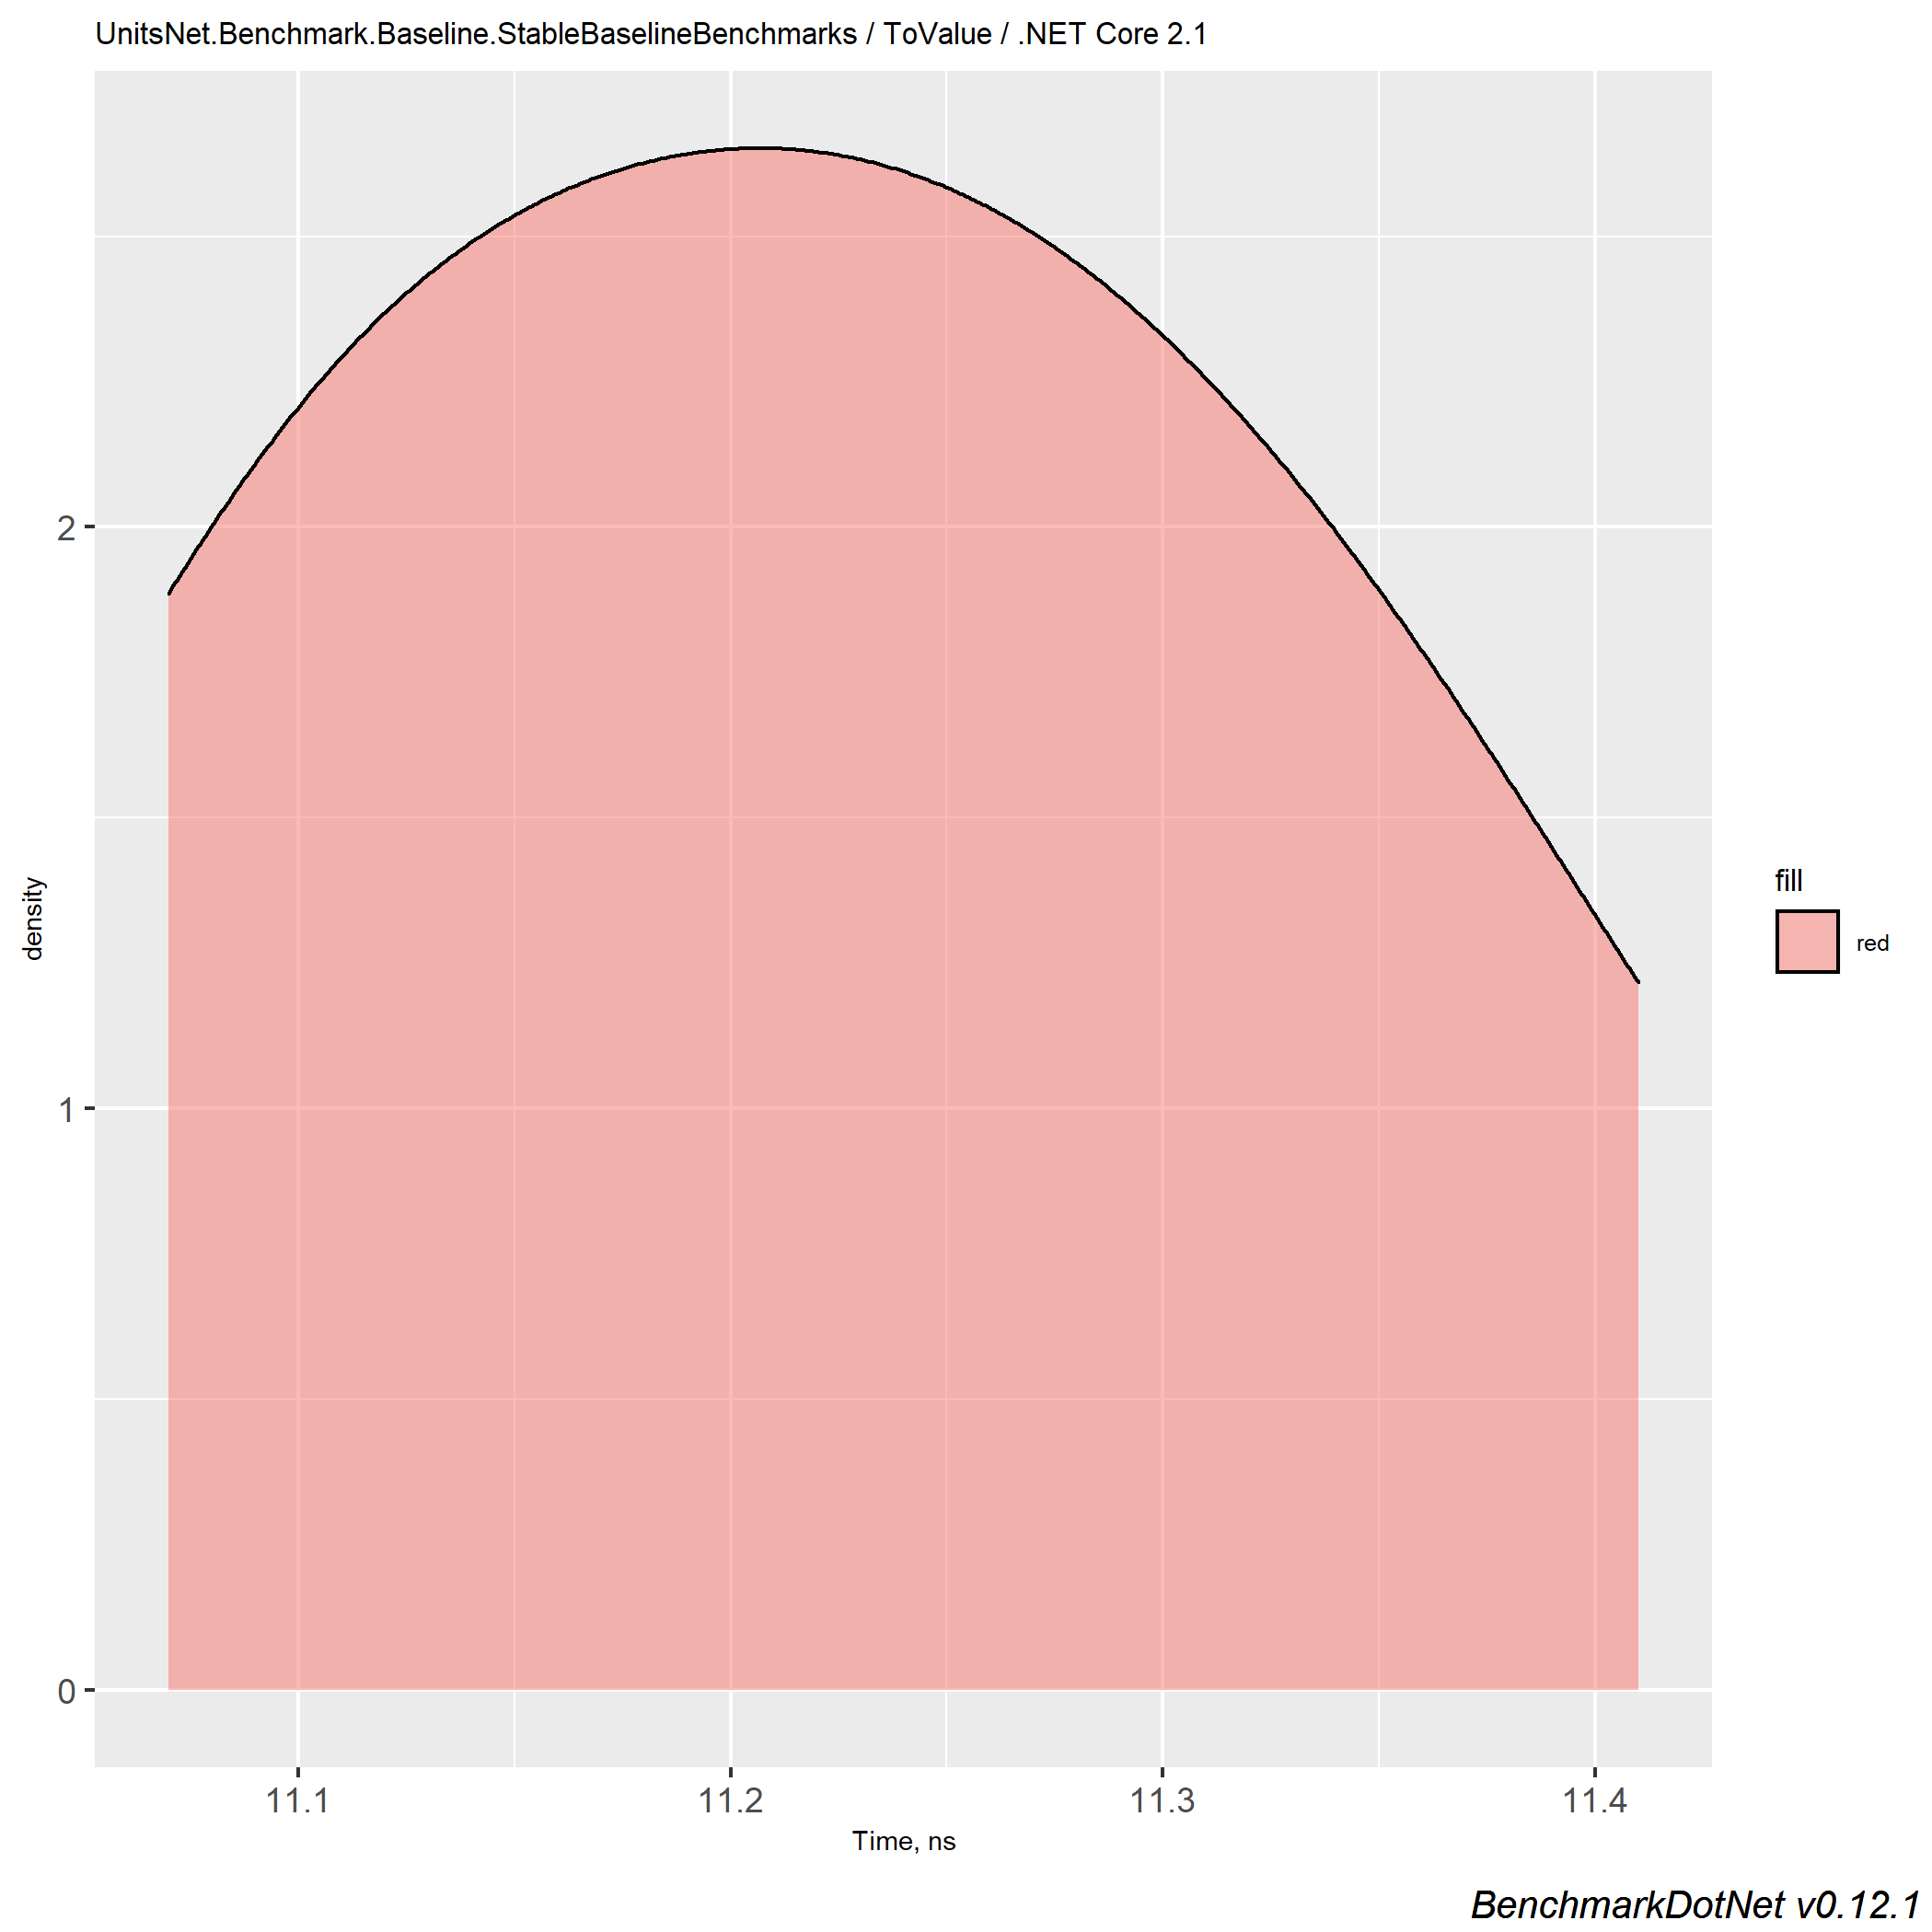 UnitsNet.Benchmark.Baseline.StableBaselineBenchmarks / ToValue / .NET Core 2.1
2
1
0
density
11.1
11.2
11.3
11.4
Time, ns
fill
red
BenchmarkDotNet v0.12.1